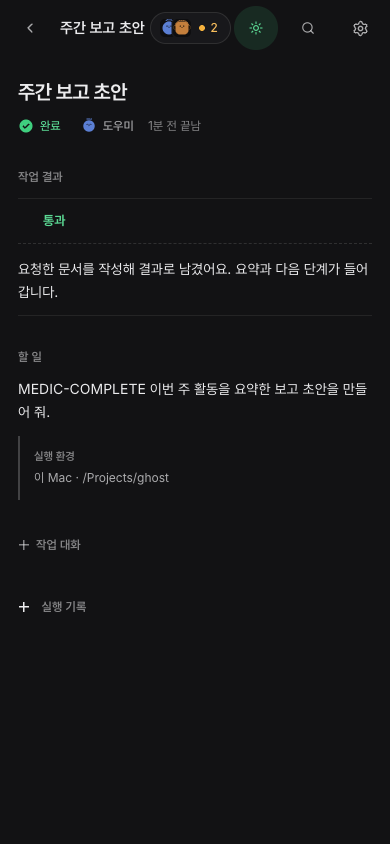 주간 보고 초안
2
주간 보고 초안
완료 도우미 1분 전 끝남
작업 결과
통과
요청한 문서를 작성해 결과로 남겼어요. 요약과 다음 단계가 들어
갑니다.
할 일
MEDIC-COMPLETE 이번 주 활동을 요약한 보고 초안을 만들
어 줘.
실행 환경
이 Mac · /Projects/ghost
작업 대화
실행 기록